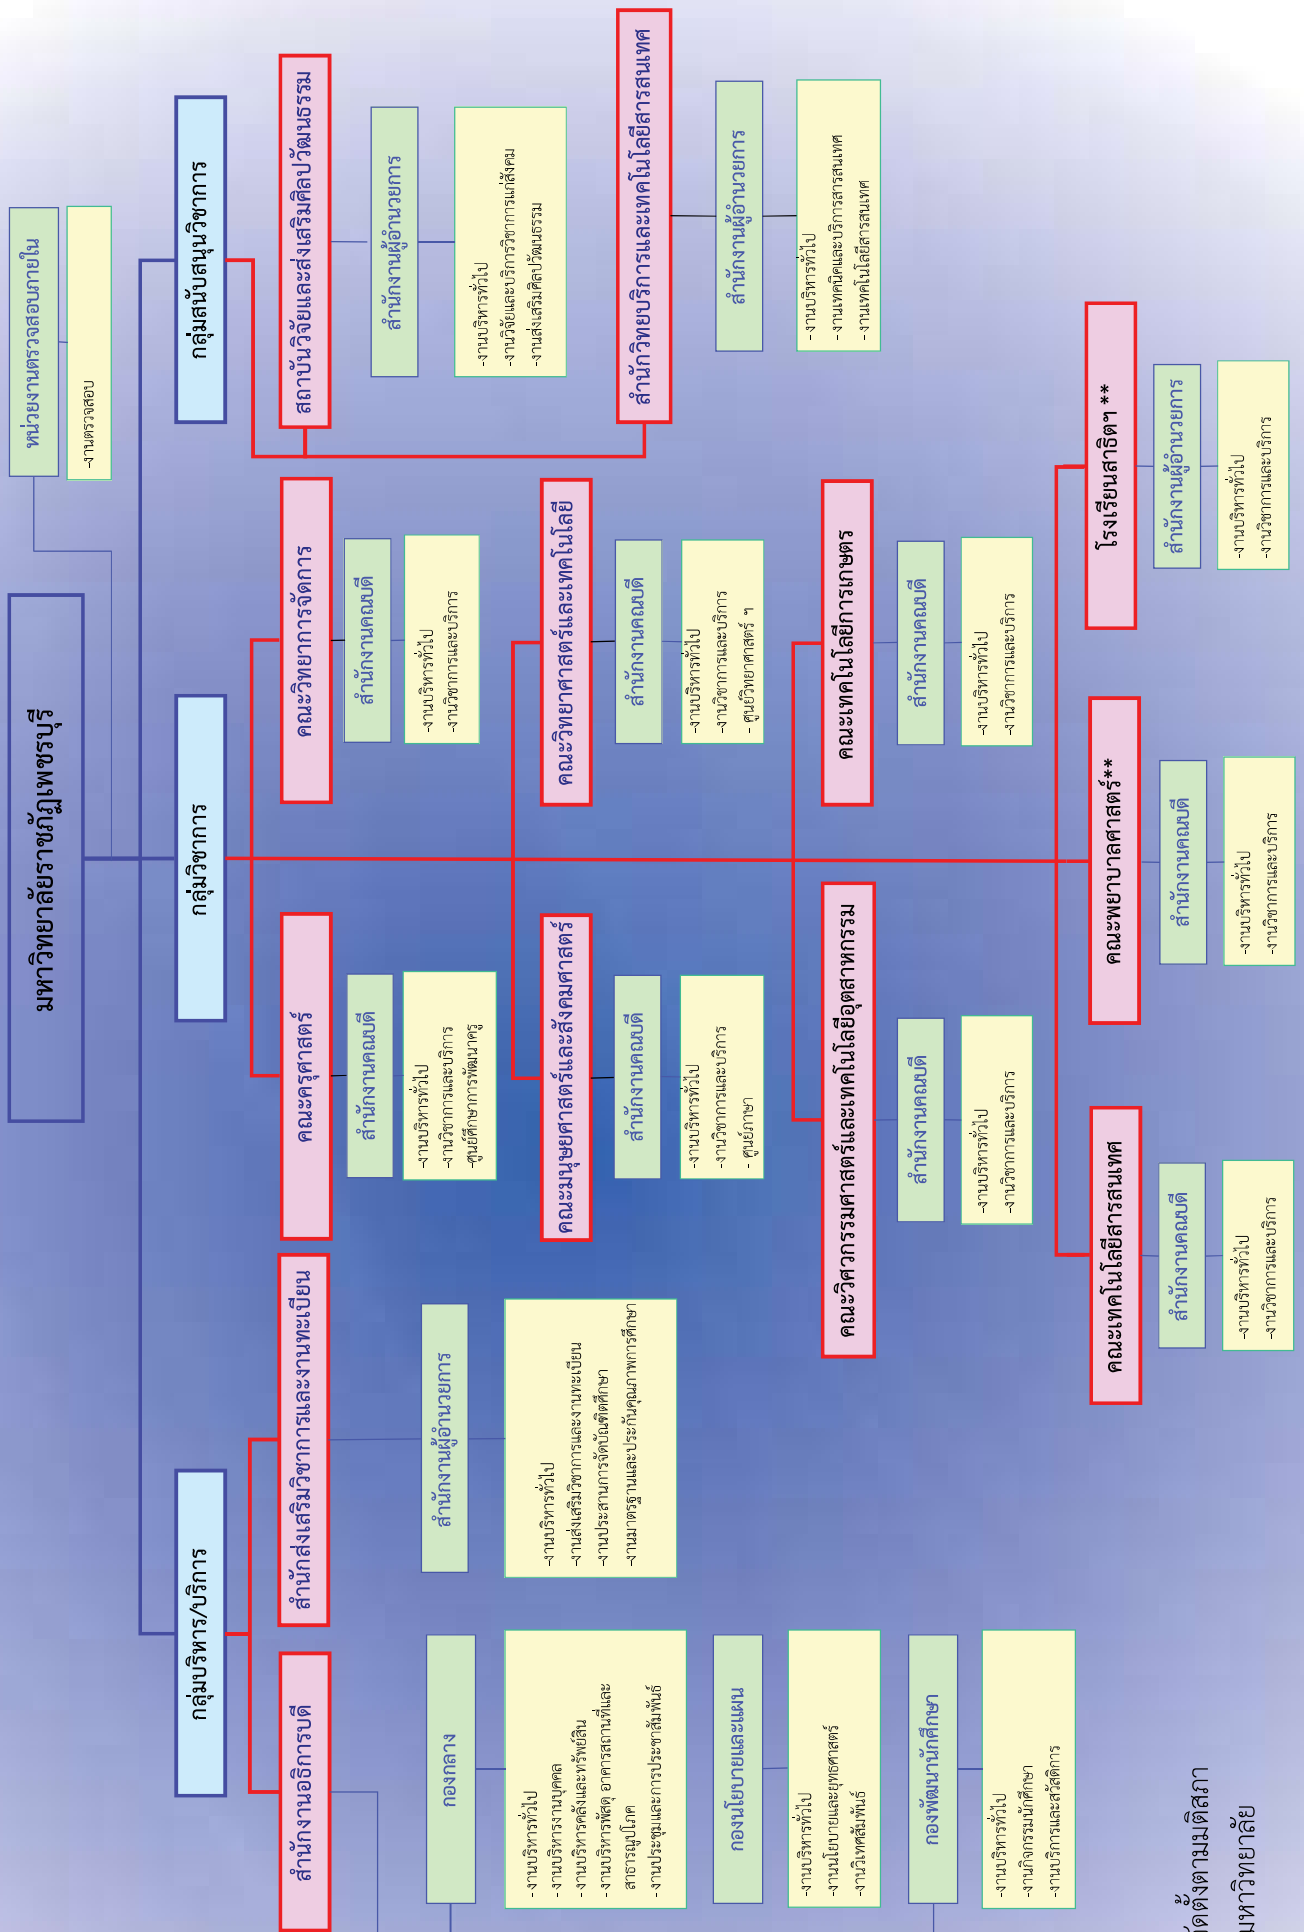 มหาวิทยาลัยราชภัฏเพชรบุรี
หน่วยงานตรวจสอบภายใน
-งานตรวจสอบ
กลุ่มบริหาร/บริการ
กลุ่มวิชาการ
กลุ่มสนับสนุนวิชาการ
สำนักงานอธิการบดี
กองกลาง
-งานบริหารทั่วไป
-งานบริหารงานบุคคล
-งานบริหารคลังและทรัพย์สิน
-งานบริหารพัสดุ อาคารสถานที่และ
สาธารณูปโภค
-งานประชุมและการประชาสัมพันธ์
กองนโยบายและแผน
-งานบริหารทั่วไป
-งานนโยบายและยุทธศาสตร์
-งานวิเทศสัมพันธ์
กองพัฒนานักศึกษา
-งานบริหารทั่วไป
-งานกิจกรรมนักศึกษา
-งานบริการและสวัสดิการ
สำนักส่งเสริมวิชาการและงานทะเบียน
สำนักงานผู้อำนวยการ
-งานบริหารทั่วไป
-งานส่งเสริมวิชาการและงานทะเบียน
-งานประสานการจัดบัณฑิตศึกษา
-งานมาตรฐานและประกันคุณภาพการศึกษา
คณะครุศาสตร์
สำนักงานคณบดี
-งานบริหารทั่วไป
-งานวิชาการและบริการ
-ศูนย์ศึกษาการพัฒนาครู
คณะวิทยาการจัดการ
สำนักงานคณบดี
-งานบริหารทั่วไป
-งานวิชาการและบริการ
คณะมนุษยศาสตร์และสังคมศาสตร์
สำนักงานคณบดี
-งานบริหารทั่วไป
-งานวิชาการและบริการ
- ศูนย์ภาษา
คณะวิทยาศาสตร์และเทคโนโลยี
สำนักงานคณบดี
-งานบริหารทั่วไป
-งานวิชาการและบริการ
- ศูนย์วิทยาศาสตร์ ฯ
คณะวิศวกรรมศาสตร์และเทคโนโลยีอุตสาหกรรม
สำนักงานคณบดี
-งานบริหารทั่วไป
-งานวิชาการและบริการ
คณะเทคโนโลยีการเกษตร
สำนักงานคณบดี
-งานบริหารทั่วไป
-งานวิชาการและบริการ
คณะเทคโนโลยีสารสนเทศ
สำนักงานคณบดี
-งานบริหารทั่วไป
-งานวิชาการและบริการ
คณะพยาบาลศาสตร์**
สำนักงานคณบดี
-งานบริหารทั่วไป
-งานวิชาการและบริการ
โรงเรียนสาธิตฯ **
สำนักงานผู้อำนวยการ
-งานบริหารทั่วไป
-งานวิชาการและบริการ
สถาบันวิจัยและส่งเสริมศิลปวัฒนธรรม
สำนักงานผู้อำนวยการ
-งานบริหารทั่วไป
-งานวิจัยและบริการวิชาการแก่สังคม
-งานส่งเสริมศิลปวัฒนธรรม
สำนักวิทยบริการและเทคโนโลยีสารสนเทศ
สำนักงานผู้อำนวยการ
-งานบริหารทั่วไป
-งานเทคนิคและบริการสารสนเทศ
-งานเทคโนโลยีสารสนเทศ
ตั้งตามมติสภา
มหาวิทยาลัย